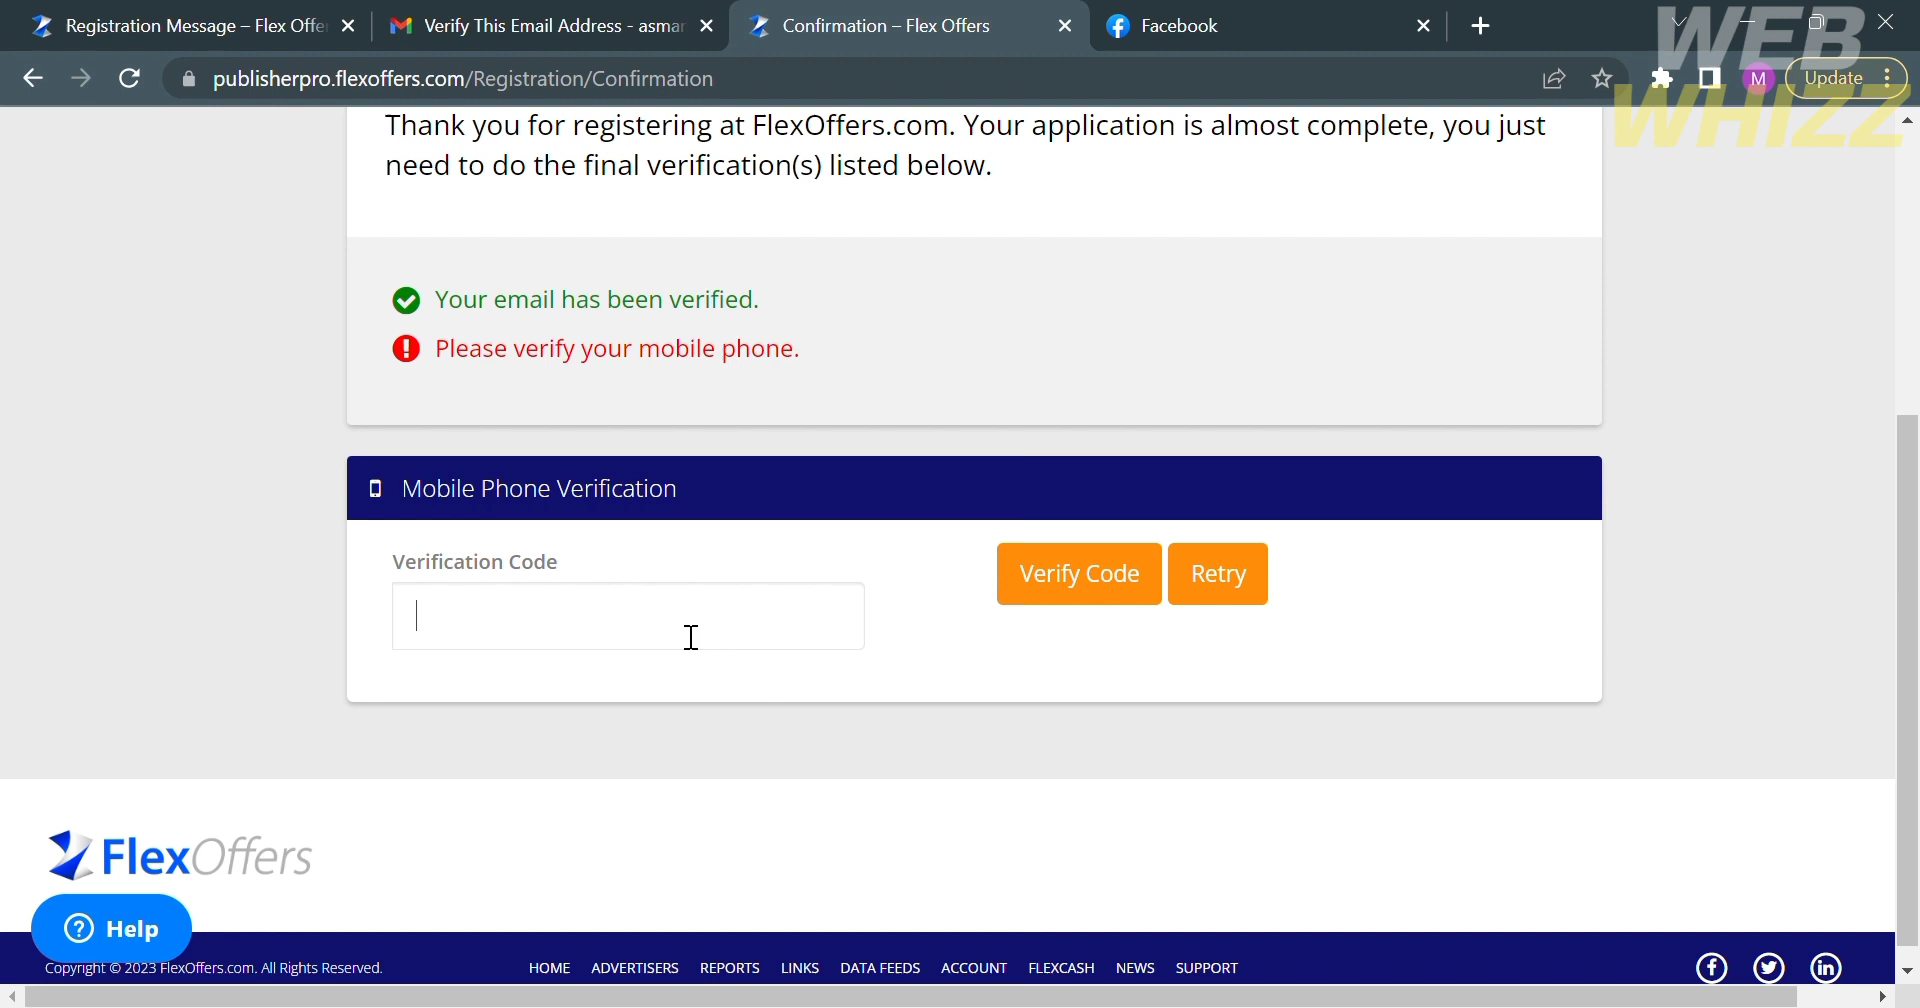 Registration Message – Flex Offer
Verify This Email Address - asmar
Confirmation – Flex Offers
Facebook
WEB
WHIZZ
publisherpro.flexoffers.com/Registration/Confirmation
M
Update
Thank you for registering at FlexOffers.com. Your application is almost complete, you just
need to do the final verification(s) listed below.
Your email has been verified.
Please verify your mobile phone.
Mobile Phone Verification
Verification Code
Verify Code
Retry
FlexOffers
Help
Copyright © 2023 FlexOffers.com. All Rights Reserved.
HOME ADVERTISERS REPORTS LINKS DATA FEEDS ACCOUNT FLEXCASH NEWS SUPPORT